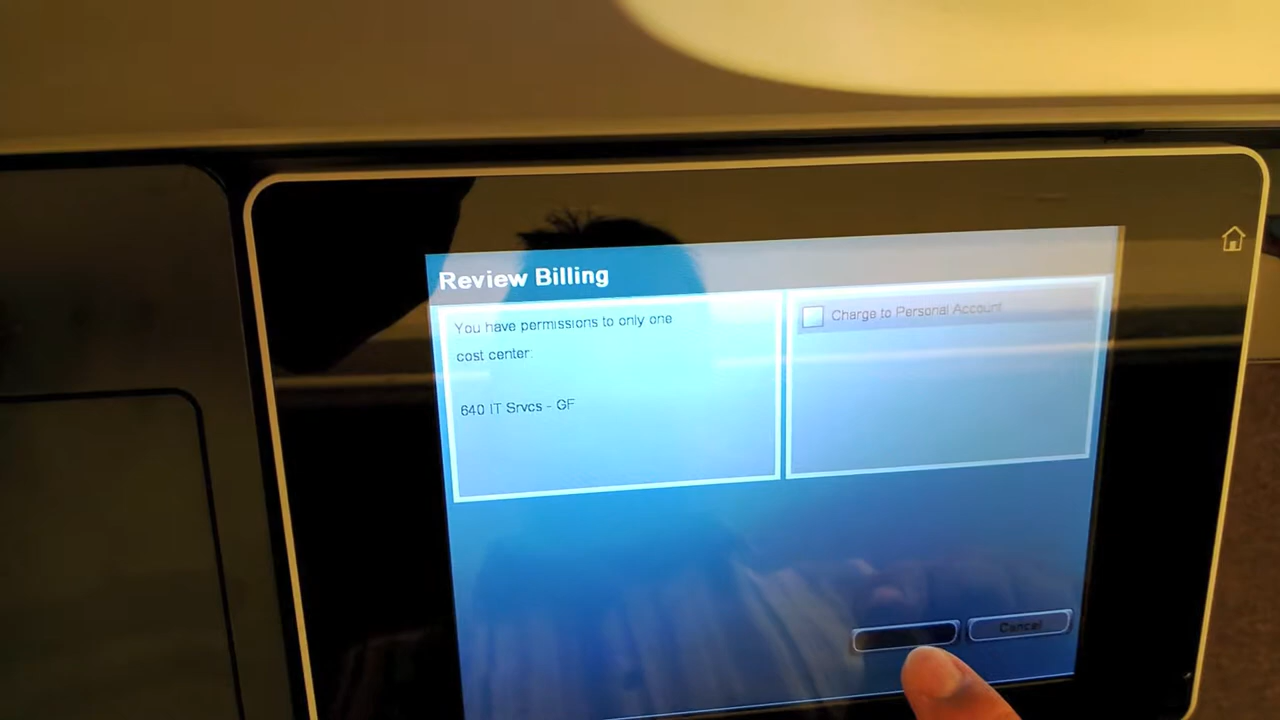 Review Billing
You have permissions to only one
cost center:
640 IT Srvcs - GF
Charge to Personal Account
Cancel